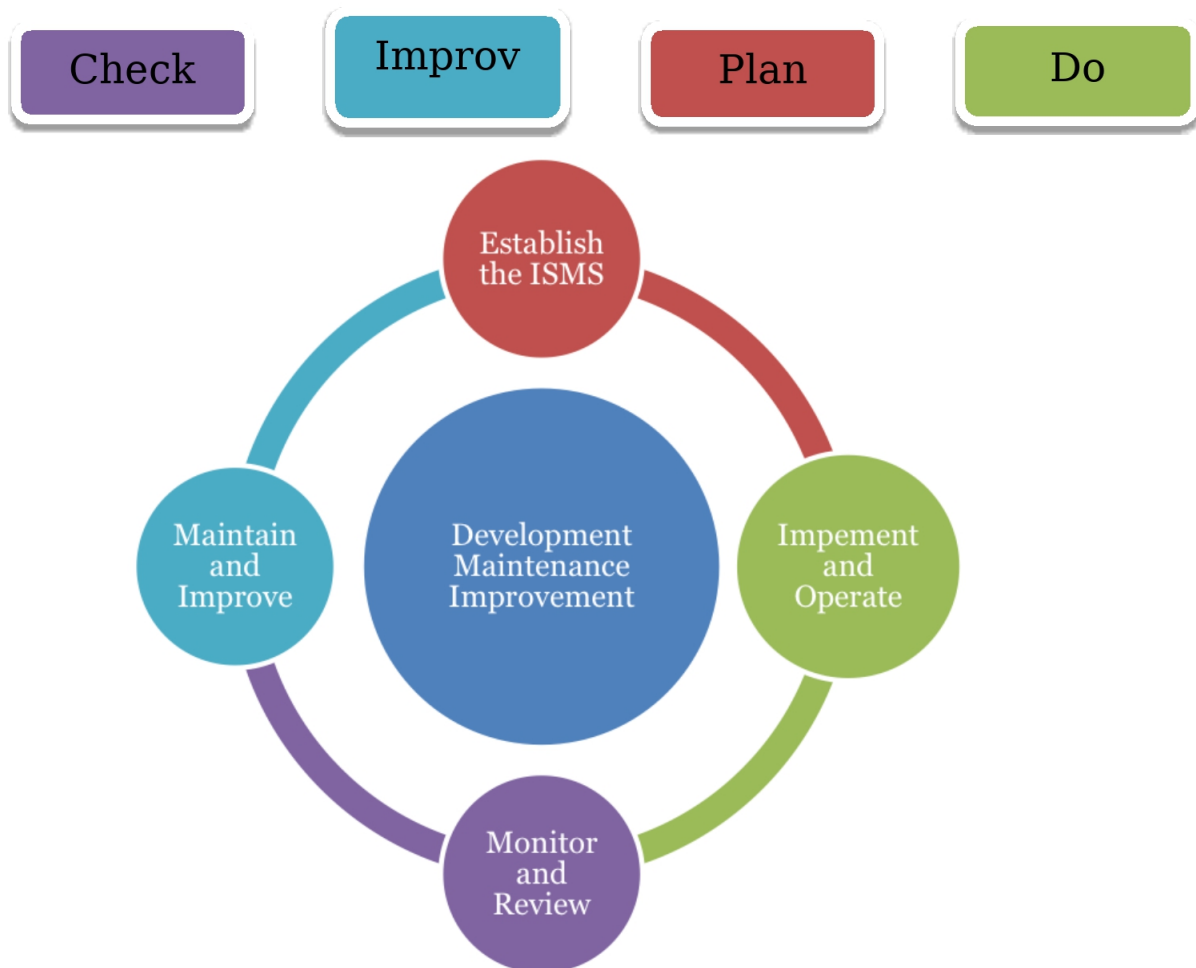 Check
Improv
Plan
Do
Establish
the ISMS
Maintain
and
Improve
Development
Maintenance
Improvement
Impement
and
Operate
Monitor
and
Review